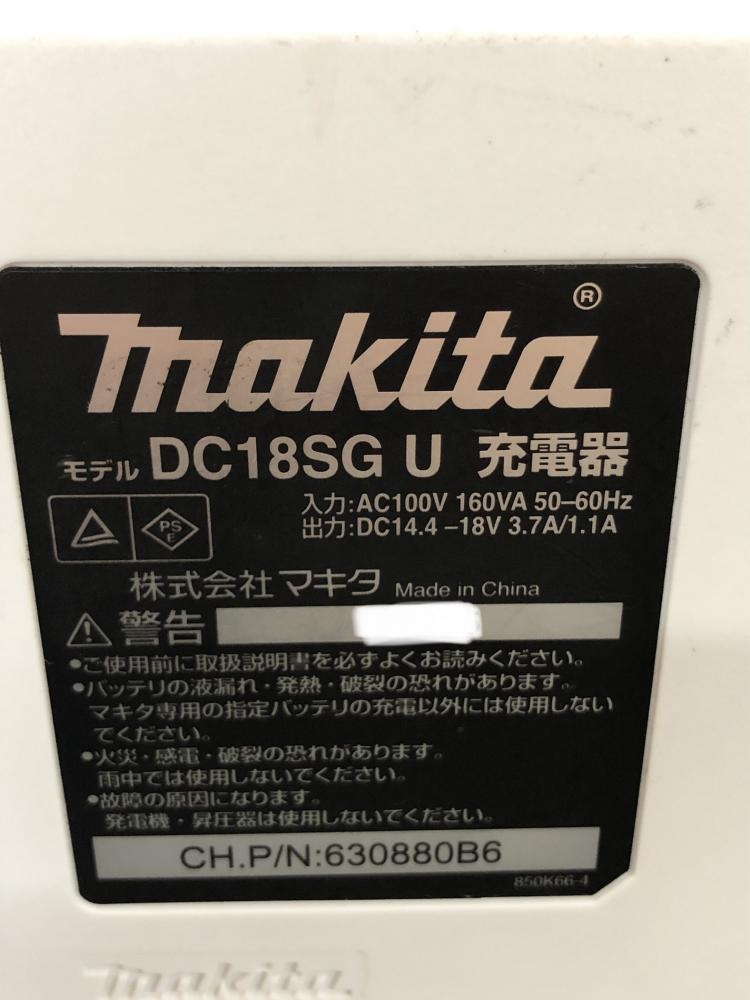 makita®
モデル DC18SG U 充電器
入力:AC100V 160VA 50–60Hz
出力:DC14.4 –18V 3.7A/1.1A
PS
E
株式会社 マキタ Made in China
警告
•ご使用前に取扱説明書を必ずよくお読みください。
•バッテリの液漏れ・発熱・破裂の恐れがあります。
マキタ専用の指定バッテリの充電以外には使用しない
でください。
•火災・感電・破裂の恐れがあります。
雨中では使用しないでください。
•故障の原因になります。
発電機・昇圧器は使用しないでください。
CH.P/N:630880B6
850K66-4
makita